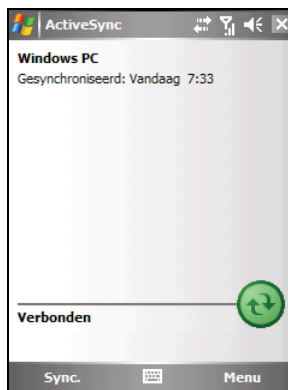 ActiveSync
Windows PC
Gesynchroniseerd: Vandaag 7:33
Verbonden
Sync.
Menu